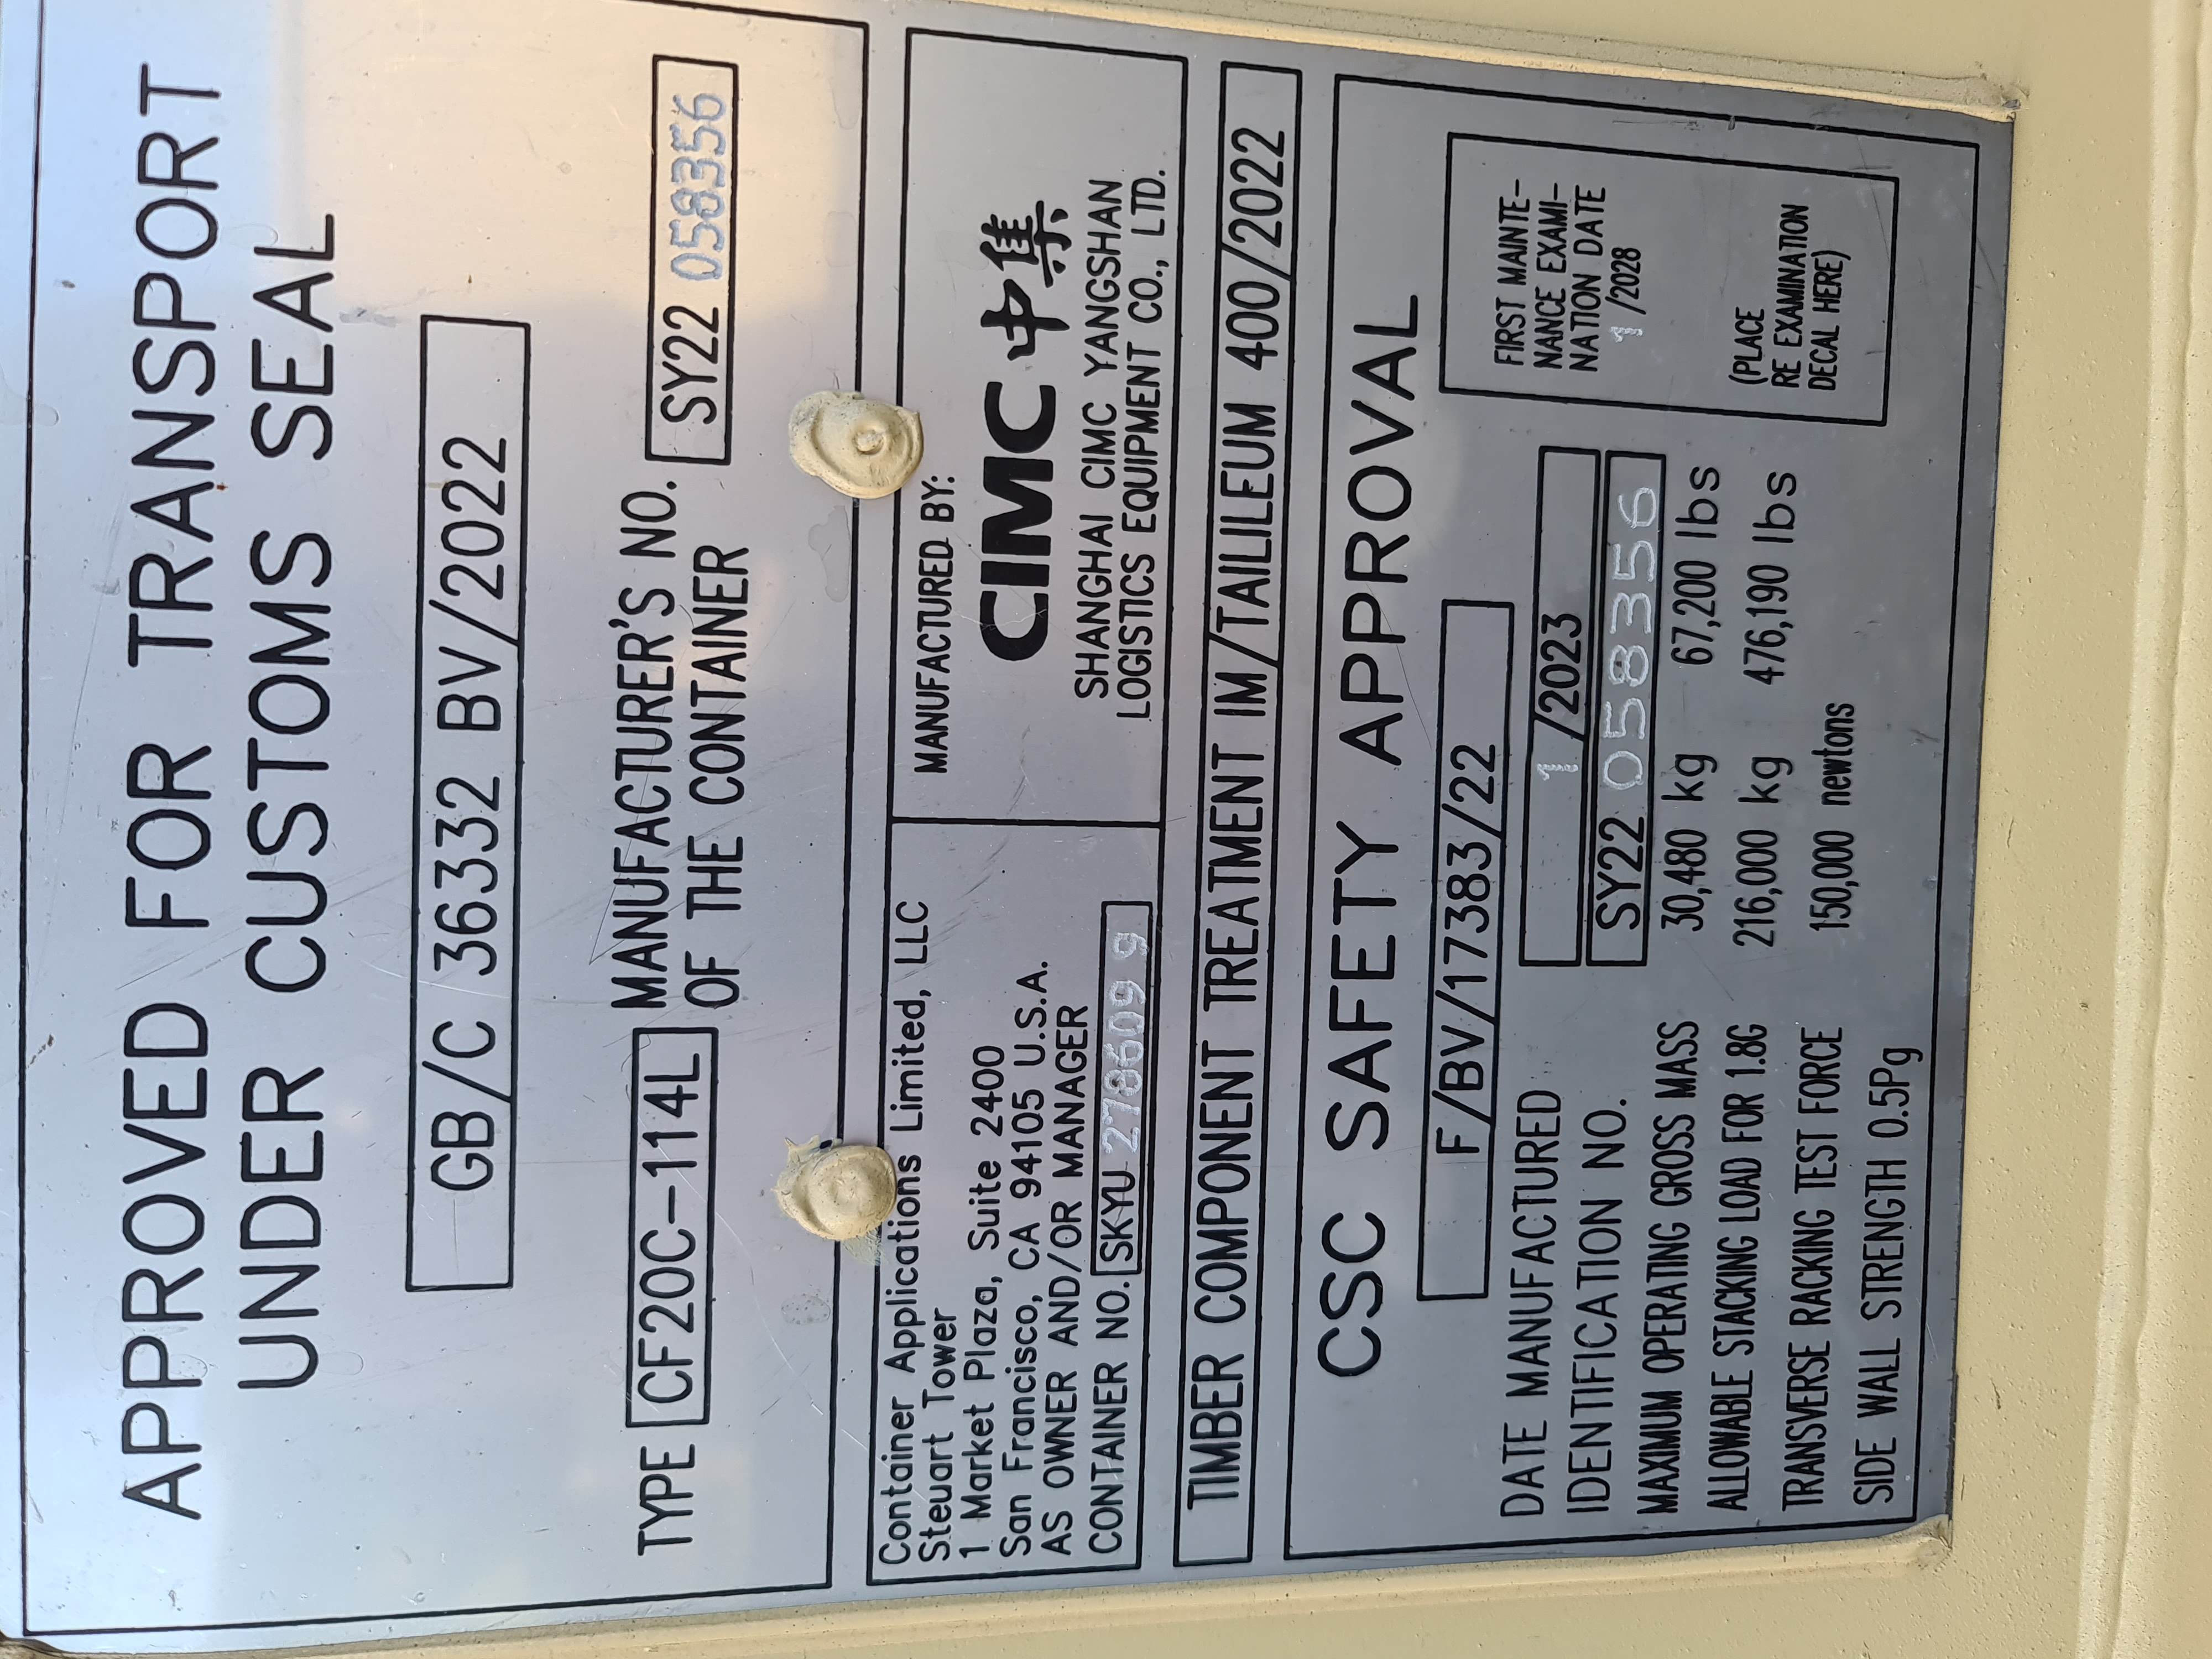 APPROVED FOR TRANSPORT
UNDER CUSTOMS SEAL
GB/C 36332 BV/2022
TYPE CF20C-114L MANUFACTURER'S NO.
OF THE CONTAINER SY22 058356
Container Applications Limited, LLC
Steuart Tower
1 Market Plaza, Suite 2400
San Francisco, CA 94105 U.S.A.
AS OWNER AND/OR MANAGER
CONTAINER NO. SKYU 278609 9
MANUFACTURED BY:
CIMC 中集
SHANGHAI CIMC YANGSHAN
LOGISTICS EQUIPMENT CO., LTD.
TIMBER COMPONENT TREATMENT IM/TAILILEUM 400/2022
CSC SAFETY APPROVAL
F/BV/17383/22
DATE MANUFACTURED 1/2023
IDENTIFICATION NO. SY22 058356
MAXIMUM OPERATING GROSS MASS 30,480 kg 67,200 lbs
ALLOWABLE STACKING LOAD FOR 1.8G 216,000 kg 476,190 lbs
TRANSVERSE RACKING TEST FORCE 150,000 newtons
SIDE WALL STRENGTH 0.5Pg
FIRST MAINTE-
NANCE EXAMI-
NATION DATE
1/2028
(PLACE
RE EXAMINATION
DECAL HERE)